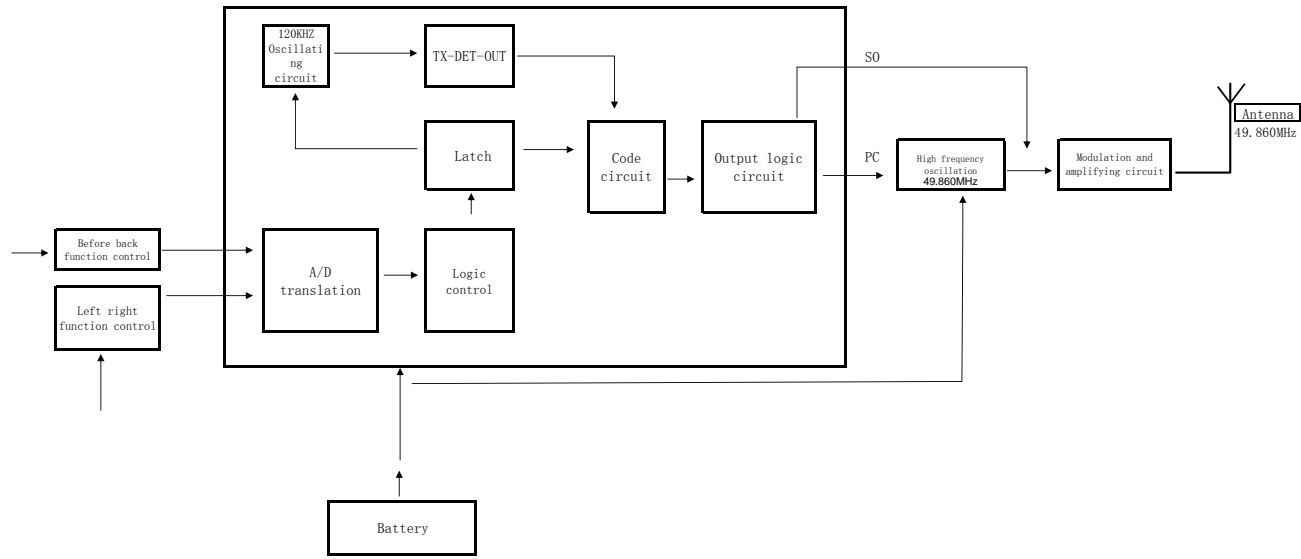 120KHZ
Oscillati
ng
circuit
TX-DET-OUT
SO
Antenna
49.860MHz
Latch
Code
circuit
Output logic
circuit
PC
High frequency
oscillation
49.860MHz
Modulation and
amplifying circuit
Before back
function control
A/D
translation
Logic
control
Left right
function control
Battery